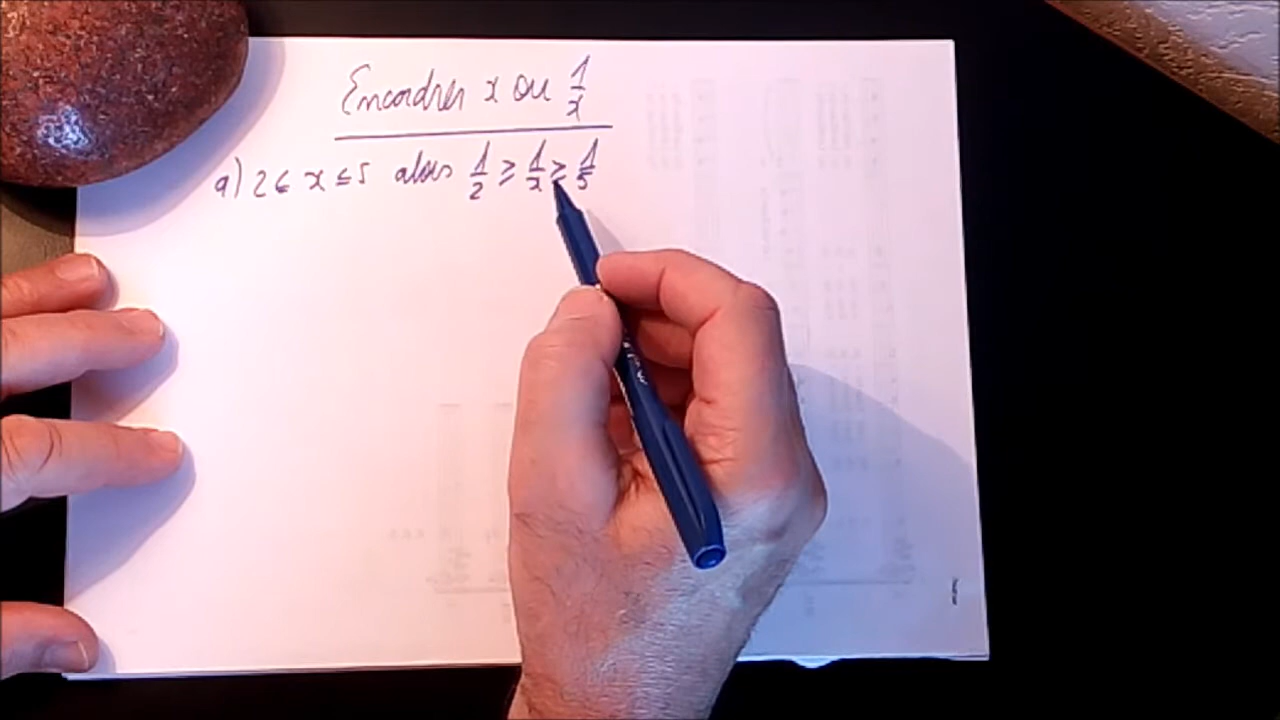 Encadrer x ou 1/x
a) 2 ≤ x ≤ 5 alors 1/2 ≥ 1/x ≥ 1/5